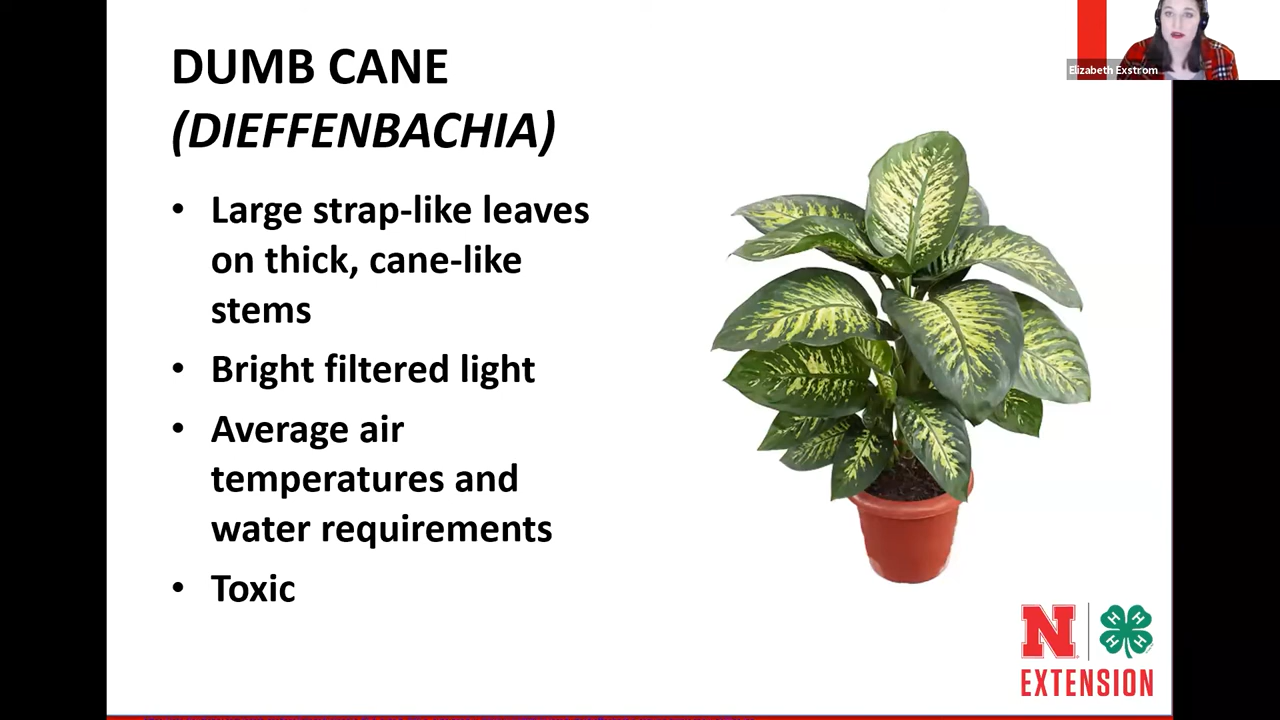 DUMB CANE
(DIEFFENBACHIA)
• Large strap-like leaves
on thick, cane-like
stems
• Bright filtered light
• Average air
temperatures and
water requirements
• Toxic
Elizabeth Exstrom
N
H H
H H
EXTENSION